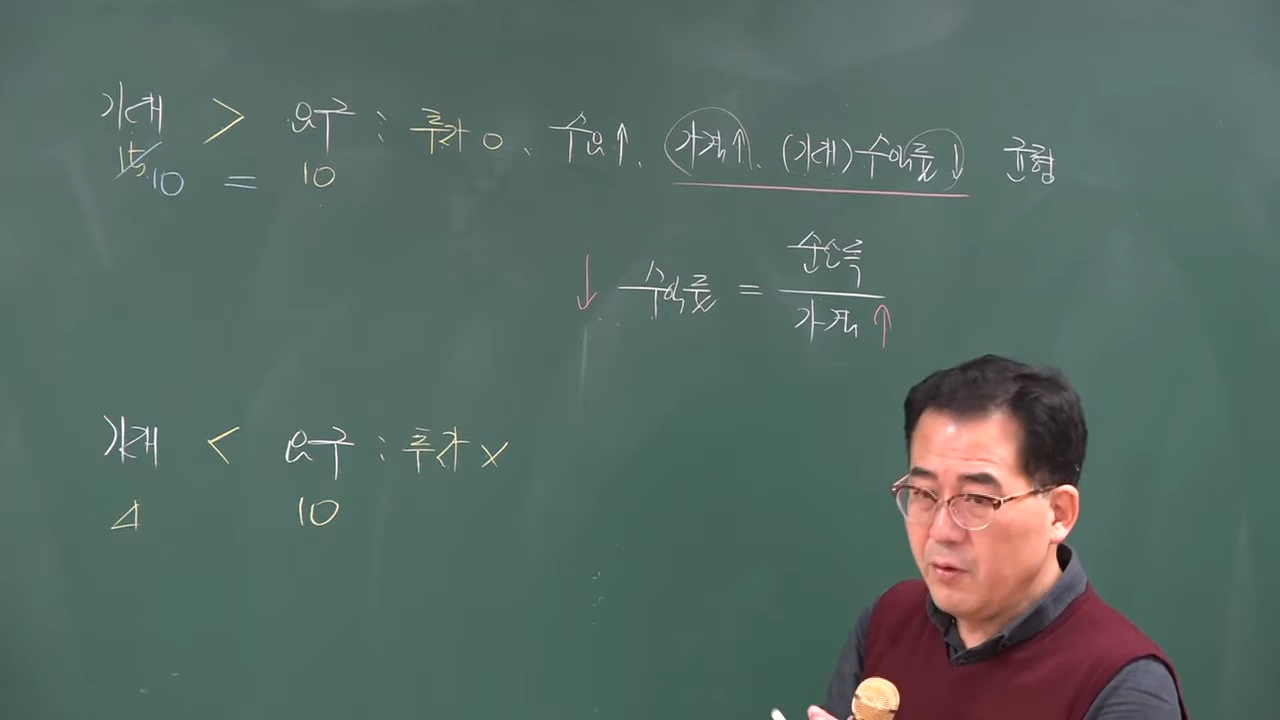 기대 > 요구 : 투자 O、 수요↑, 가격↑, (기대)수익률↓ 균형
15 10 = 10
↓ 수익률 = 순수익 / 가격↑
기대 < 요구 : 투자 X
4 10